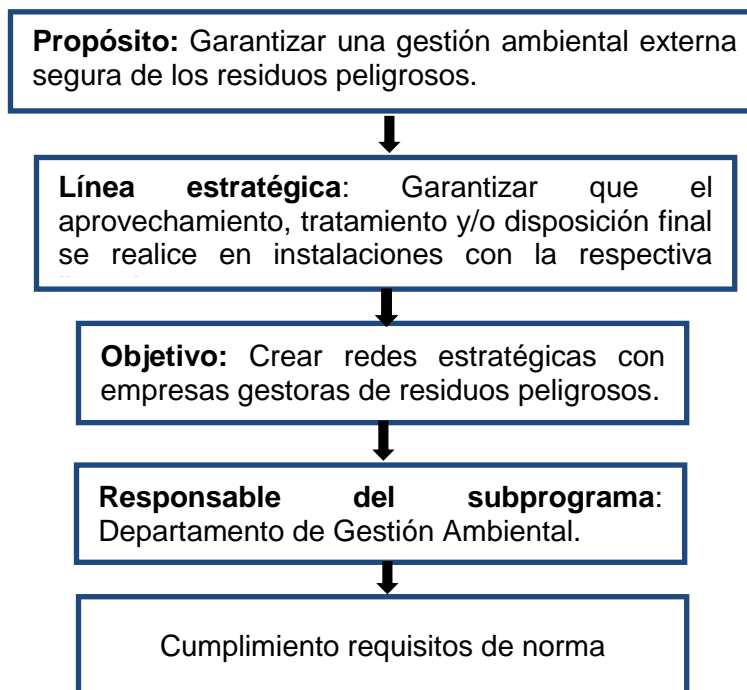 Propósito: Garantizar una gestión ambiental externa
segura de los residuos peligrosos.
Línea estratégica: Garantizar que el
aprovechamiento, tratamiento y/o disposición final
se realice en instalaciones con la respectiva
Objetivo: Crear redes estratégicas con
empresas gestoras de residuos peligrosos.
Responsable del subprograma:
Departamento de Gestión Ambiental.
Cumplimiento requisitos de norma